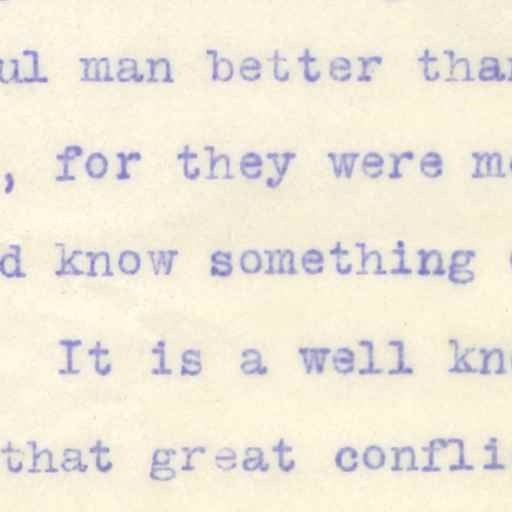 ul man better than
, for they were m
d know something
It is a well kn
that great confli